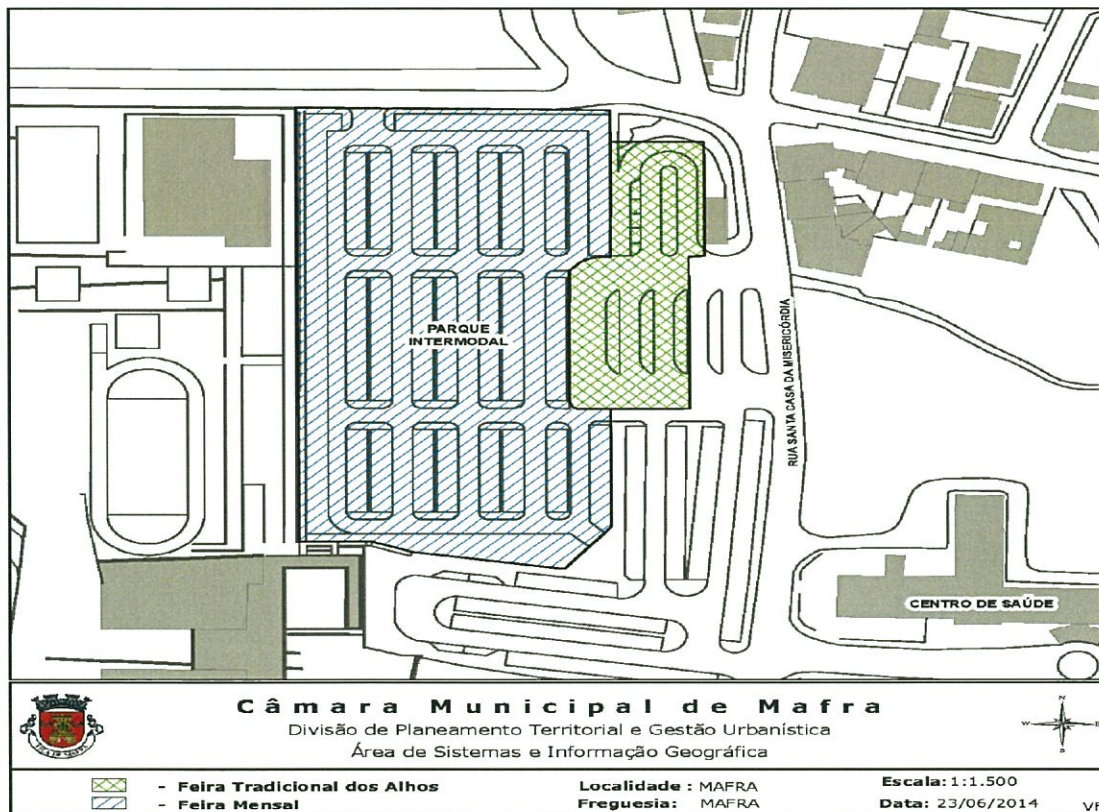 PARQUE
INTERMODAL
RUA SANTA CASA DA MISERICÓRDIA
CENTRO DE SAÚDE
Câmara Municipal de Mafra
Divisão de Planeamento Territorial e Gestão Urbanística
Área de Sistemas e Informação Geográfica
N
W E
S
- Feira Tradicional dos Alhos
- Feira Mensal
Localidade : MAFRA
Freguesia: MAFRA
Escala: 1:1.500
Data: 23/06/2014